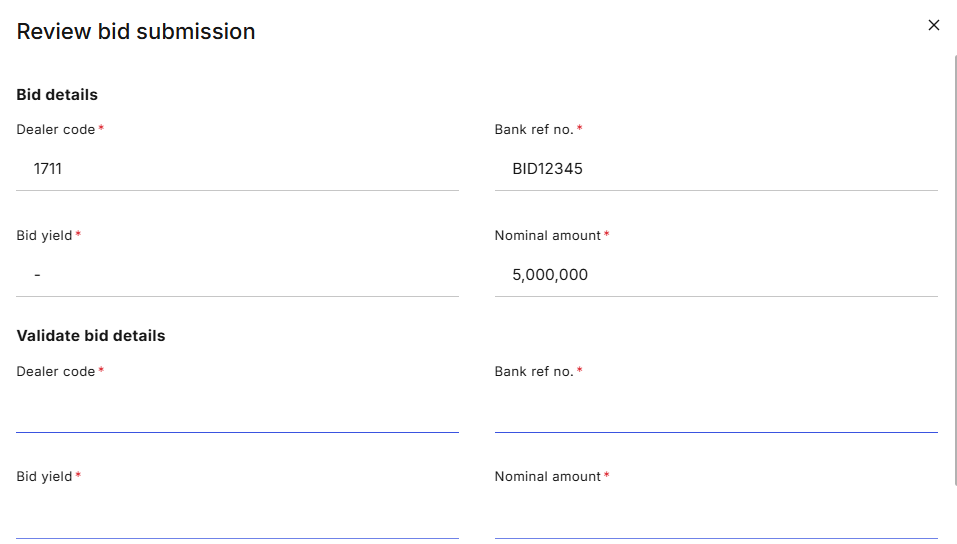 Review bid submission
Bid details
Dealer code* Bank ref no.*
1711 BID12345
Bid yield* Nominal amount*
- 5,000,000
Validate bid details
Dealer code* Bank ref no.*
Bid yield* Nominal amount*